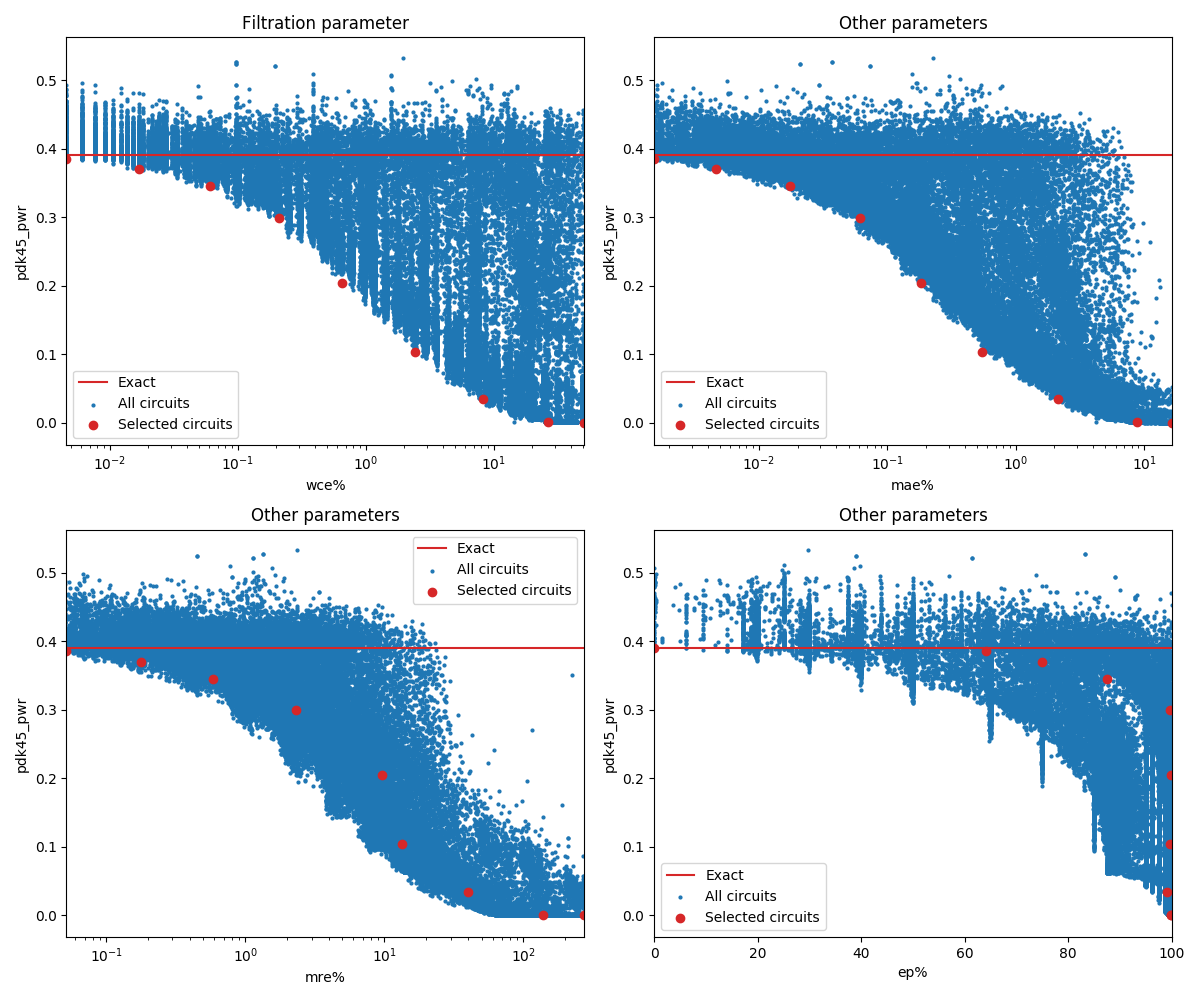 Filtration parameter
pdk45_pwr
0.5
0.4
0.3
0.2
0.1
0.0
Exact
All circuits
Selected circuits
10⁻² 10⁻¹ 10⁰ 10¹
wce%
Other parameters
pdk45_pwr
0.5
0.4
0.3
0.2
0.1
0.0
Exact
All circuits
Selected circuits
10⁻² 10⁻¹ 10⁰ 10¹
mae%
Other parameters
pdk45_pwr
0.5
0.4
0.3
0.2
0.1
0.0
Exact
All circuits
Selected circuits
10⁻¹ 10⁰ 10¹ 10²
mre%
Other parameters
pdk45_pwr
0.5
0.4
0.3
0.2
0.1
0.0
Exact
All circuits
Selected circuits
0 20 40 60 80 100
ep%